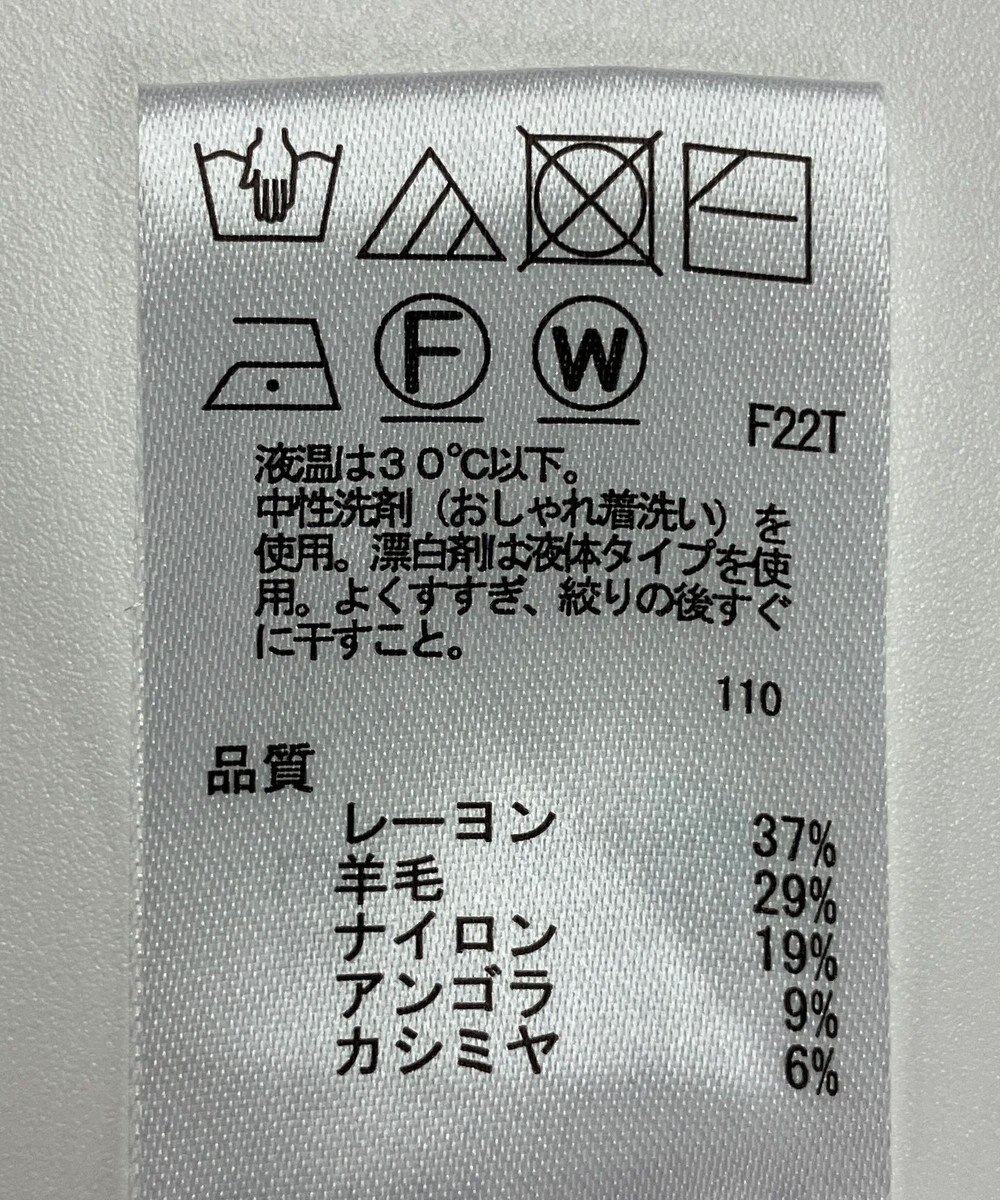 F W
F22T
液温は30℃以下。
中性洗剤（おしゃれ着洗い）を
使用。漂白剤は液体タイプを使
用。よくすすぎ、絞りの後すぐ
に干すこと。
110
品質
レーヨン 37%
羊毛 29%
ナイロン 19%
アンゴラ 9%
カシミヤ 6%